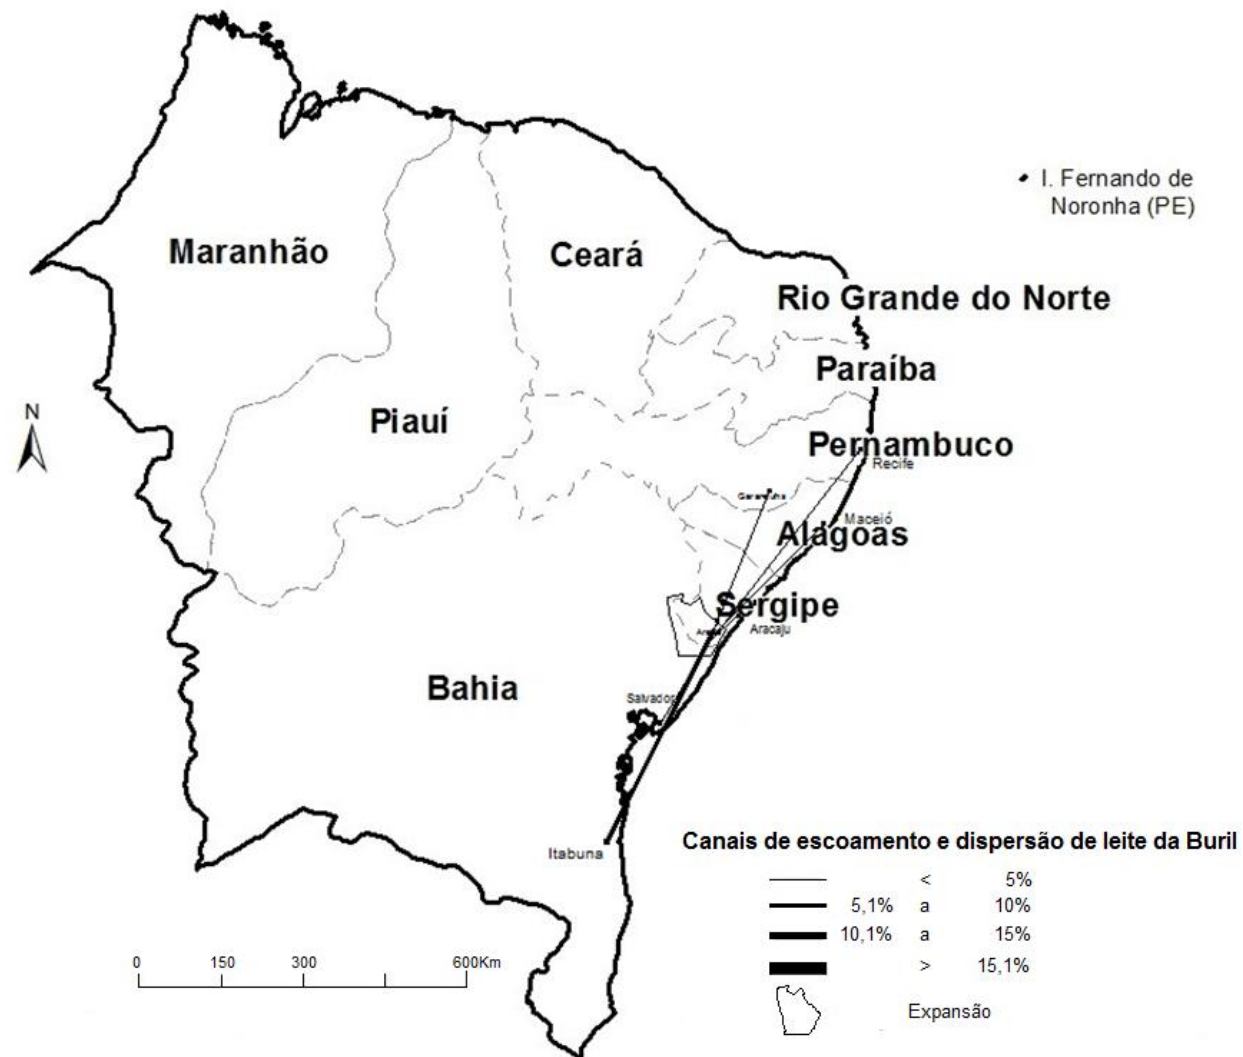 I. Fernando de
Noronha (PE)
Maranhão
Ceará
Rio Grande do Norte
Paraíba
N
Piauí
Pernambuco
Recife
Garanhuns
Maceió
Alagoas
Sergipe
Aracaju
Bahia
Salvador
Itabuna
Canais de escoamento e dispersão de leite da Buril
< 5%
5,1% a 10%
10,1% a 15%
> 15,1%
Expansão
0 150 300 600Km